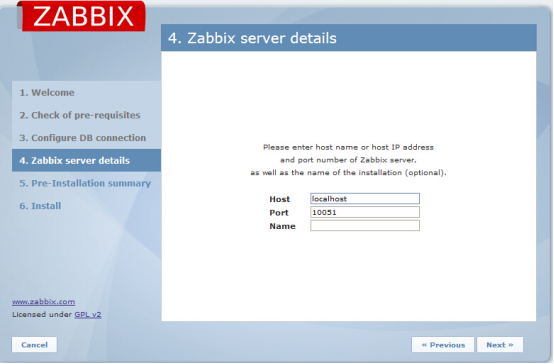 ZABBIX
4. Zabbix server details
1. Welcome
2. Check of pre-requisites
3. Configure DB connection
4. Zabbix server details
5. Pre-Installation summary
6. Install
Please enter host name or host IP address
and port number of Zabbix server,
as well as the name of the installation (optional).
Host localhost
Port 10051
Name
www.zabbix.com
Licensed under GPL v2
Cancel
« Previous
Next »